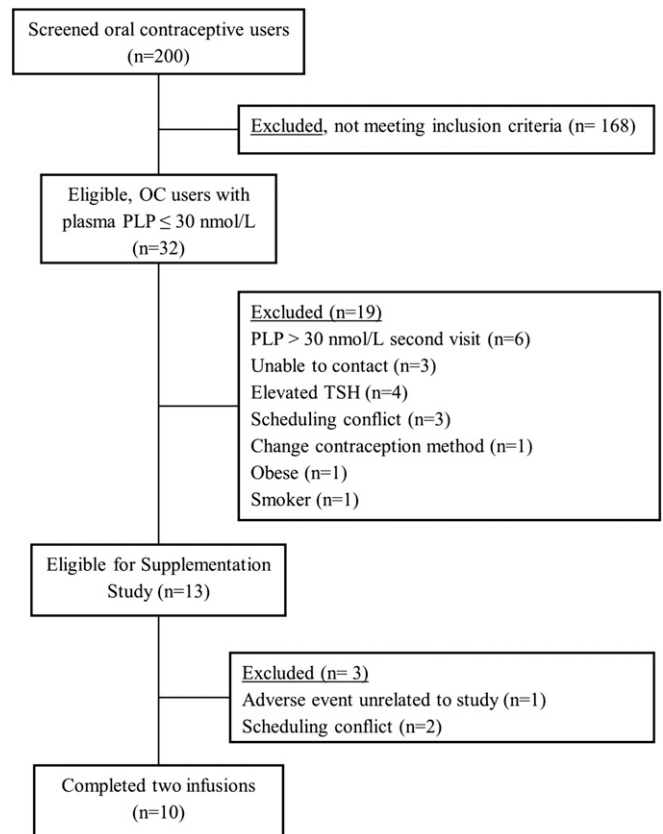 Screened oral contraceptive users
(n=200)
Excluded, not meeting inclusion criteria (n= 168)
Eligible, OC users with
plasma PLP ≤ 30 nmol/L
(n=32)
Excluded (n=19)
PLP > 30 nmol/L second visit (n=6)
Unable to contact (n=3)
Elevated TSH (n=4)
Scheduling conflict (n=3)
Change contraception method (n=1)
Obese (n=1)
Smoker (n=1)
Eligible for Supplementation
Study (n=13)
Excluded (n= 3)
Adverse event unrelated to study (n=1)
Scheduling conflict (n=2)
Completed two infusions
(n=10)